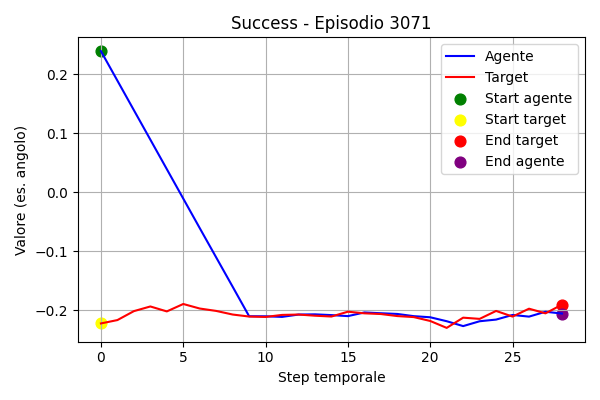 Success - Episodio 3071
Agente
Target
Start agente
Start target
End target
End agente
Valore (es. angolo)
0.2
0.1
0.0
−0.1
−0.2
0
5
10
15
20
25
Step temporale